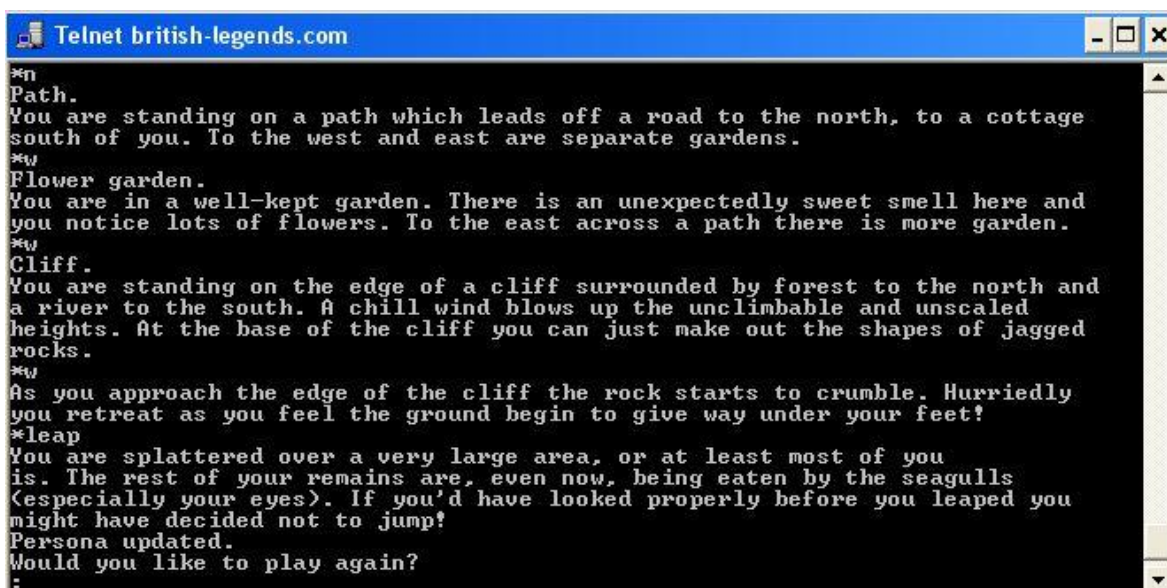 Telnet british-legends.com
*n
Path.
You are standing on a path which leads off a road to the north, to a cottage
south of you. To the west and east are separate gardens.
*w
Flower garden.
You are in a well-kept garden. There is an unexpectedly sweet smell here and
you notice lots of flowers. To the east across a path there is more garden.
*w
Cliff.
You are standing on the edge of a cliff surrounded by forest to the north and
a river to the south. A chill wind blows up the unclimbable and unscaled
heights. At the base of the cliff you can just make out the shapes of jagged
rocks.
*w
As you approach the edge of the cliff the rock starts to crumble. Hurriedly
you retreat as you feel the ground begin to give way under your feet!
*leap
You are splattered over a very large area, or at least most of you
is. The rest of your remains are, even now, being eaten by the seagulls
(especially your eyes). If you'd have looked properly before you leaped you
might have decided not to jump!
Persona updated.
Would you like to play again?